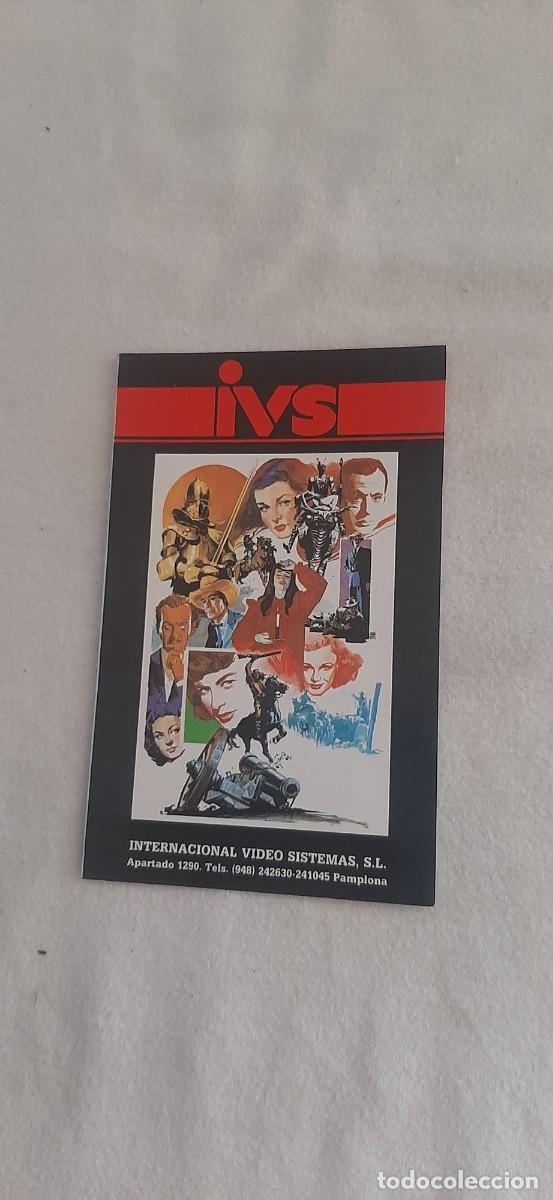 ivs
INTERNACIONAL VIDEO SISTEMAS, S.L.
Apartado 1290. Tels. (948) 242630-241045 Pamplona
todocoleccion